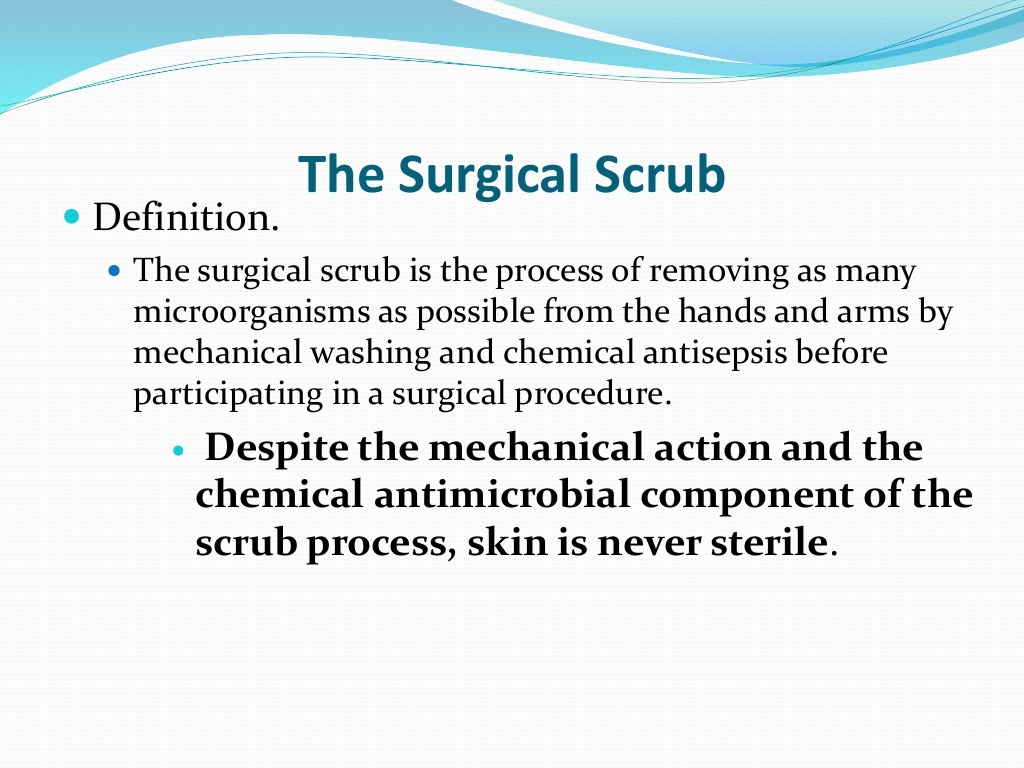 The Surgical Scrub
• Definition.
• The surgical scrub is the process of removing as many
microorganisms as possible from the hands and arms by
mechanical washing and chemical antisepsis before
participating in a surgical procedure.
• Despite the mechanical action and the
chemical antimicrobial component of the
scrub process, skin is never sterile.